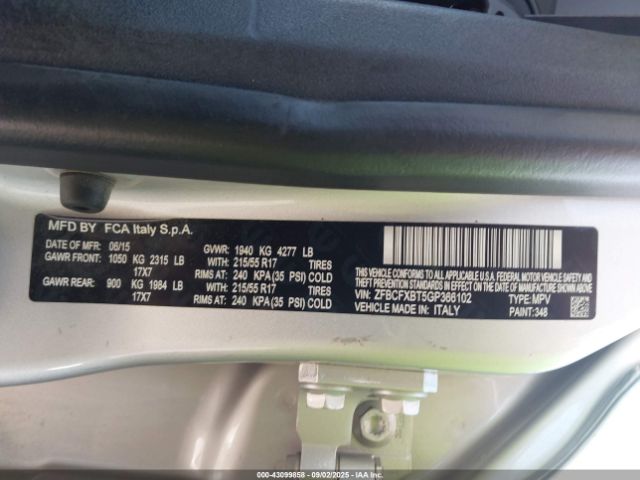 MFD BY FCA Italy S.p.A.
DATE OF MFR: 06/15 GVWR: 1940 KG 4277 LB
GAWR FRONT: 1050 KG 2315 LB WITH: 215/55 R17 TIRES
17X7 RIMS AT: 240 KPA(35 PSI) COLD
GAWR REAR: 900 KG 1984 LB WITH: 215/55 R17 TIRES
17X7 RIMS AT: 240 KPA(35 PSI) COLD
THIS VEHICLE CONFORMS TO ALL APPLICABLE U.S.A. FEDERAL MOTOR
VEHICLE SAFETY, BUMPER, AND THEFT
PREVENTION STANDARDS IN EFFECT ON THE DATE OF
MANUFACTURE SHOWN ABOVE.
VIN: ZFBCFXBT5GP366102 TYPE: MPV
VEHICLE MADE IN: ITALY PAINT: 348
000-43099858 - 09/02/2025 - IAAI.COM